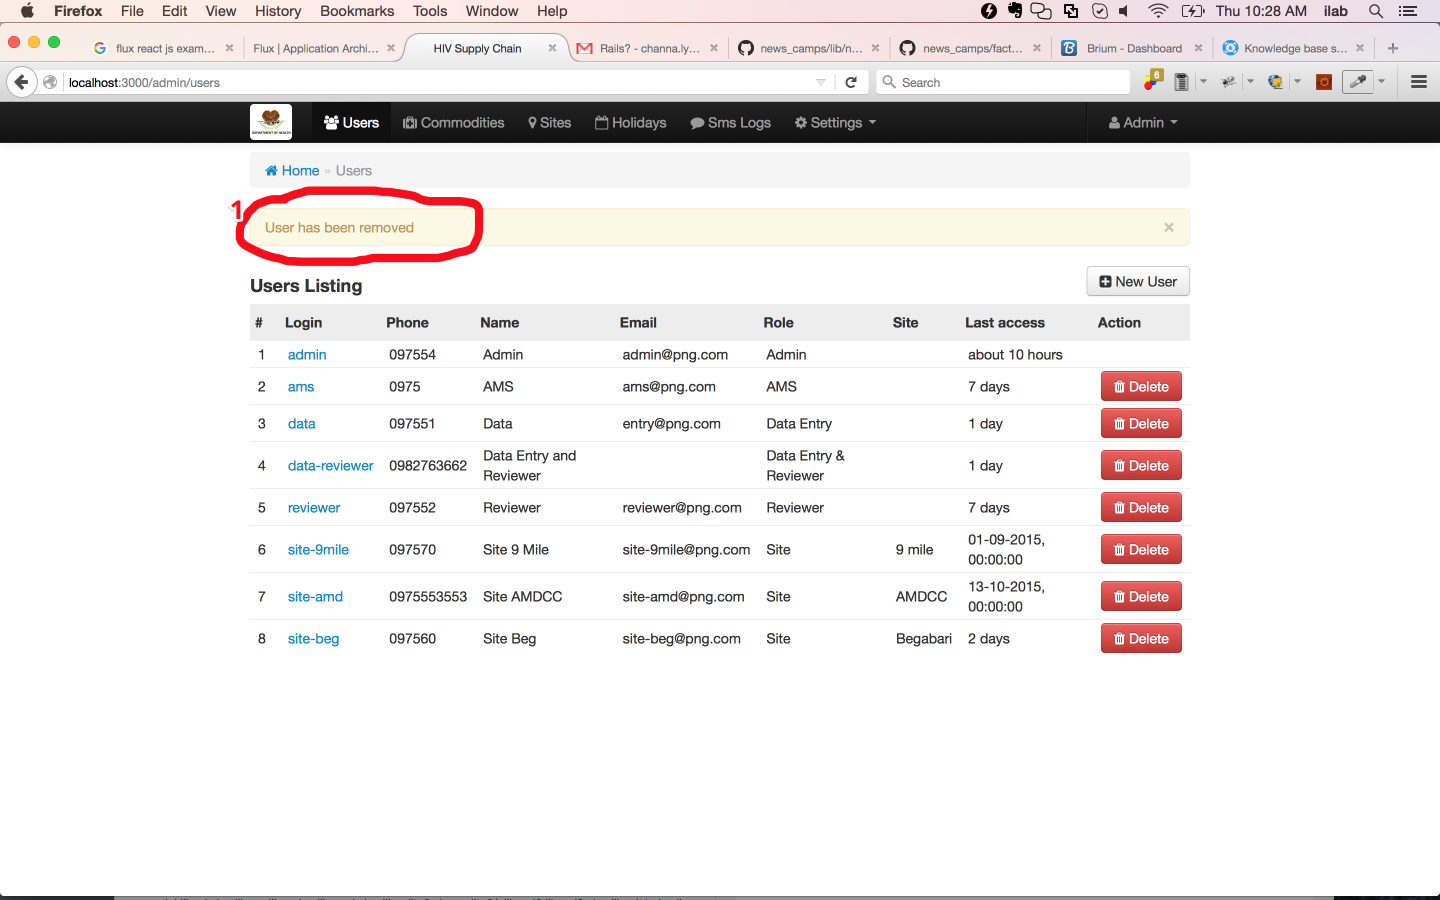 Firefox File Edit View History Bookmarks Tools Window Help Thu 10:28 AM ilab
flux react js exam... Flux | Application Archi... HIV Supply Chain Rails? - channa.ly... news_camps/lib/n... news_camps/fact... Brium - Dashboard Knowledge base s...
localhost:3000/admin/users Search 6
DEPARTMENT OF HEALTH Users Commodities Sites Holidays Sms Logs Settings Admin
Home » Users
1
User has been removed ×
Users Listing New User
# Login Phone Name Email Role Site Last access Action
1 admin 097554 Admin admin@png.com Admin about 10 hours
2 ams 0975 AMS ams@png.com AMS 7 days Delete
3 data 097551 Data entry@png.com Data Entry 1 day Delete
4 data-reviewer 0982763662 Data Entry and Reviewer Data Entry & Reviewer 1 day Delete
5 reviewer 097552 Reviewer reviewer@png.com Reviewer 7 days Delete
6 site-9mile 097570 Site 9 Mile site-9mile@png.com Site 9 mile 01-09-2015, 00:00:00 Delete
7 site-amd 0975553553 Site AMDCC site-amd@png.com Site AMDCC 13-10-2015, 00:00:00 Delete
8 site-beg 097560 Site Beg site-beg@png.com Site Begabari 2 days Delete